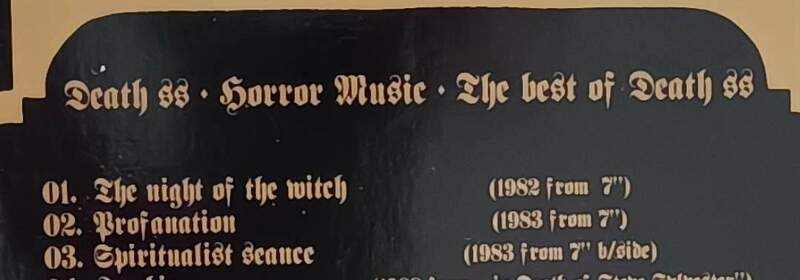 Death ss · Horror Music · The best of Death ss
01. The night of the witch (1982 from 7")
02. Profanation (1983 from 7")
03. Spiritualist seance (1983 from 7" b/side)